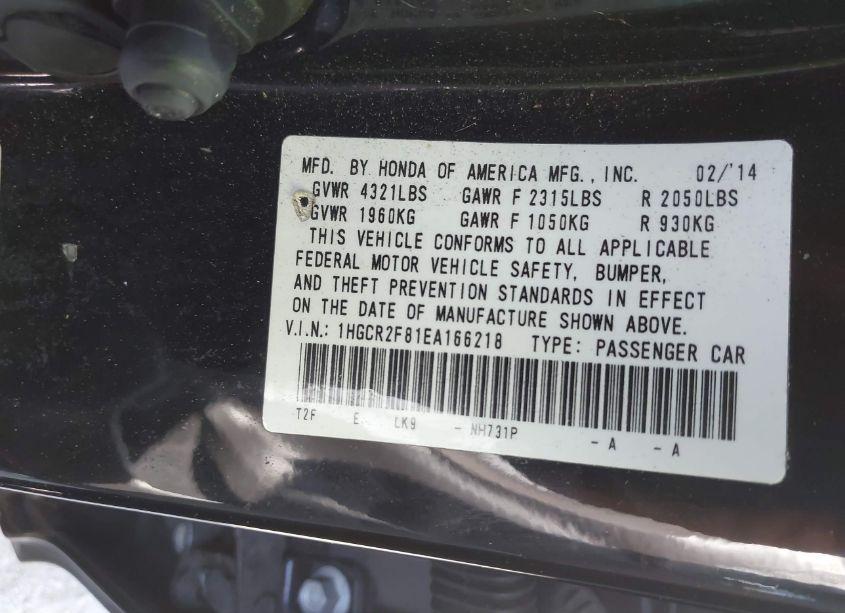 MFD. BY HONDA OF AMERICA MFG., INC. 02/'14
GVWR 4321LBS GAWR F 2315LBS R 2050LBS
GVWR 1960KG GAWR F 1050KG R 930KG
THIS VEHICLE CONFORMS TO ALL APPLICABLE
FEDERAL MOTOR VEHICLE SAFETY, BUMPER,
AND THEFT PREVENTION STANDARDS IN EFFECT
ON THE DATE OF MANUFACTURE SHOWN ABOVE.
V.I.N.: 1HGCR2F81EA166218 TYPE: PASSENGER CAR
T2F E LK9 - NH731P - A - A